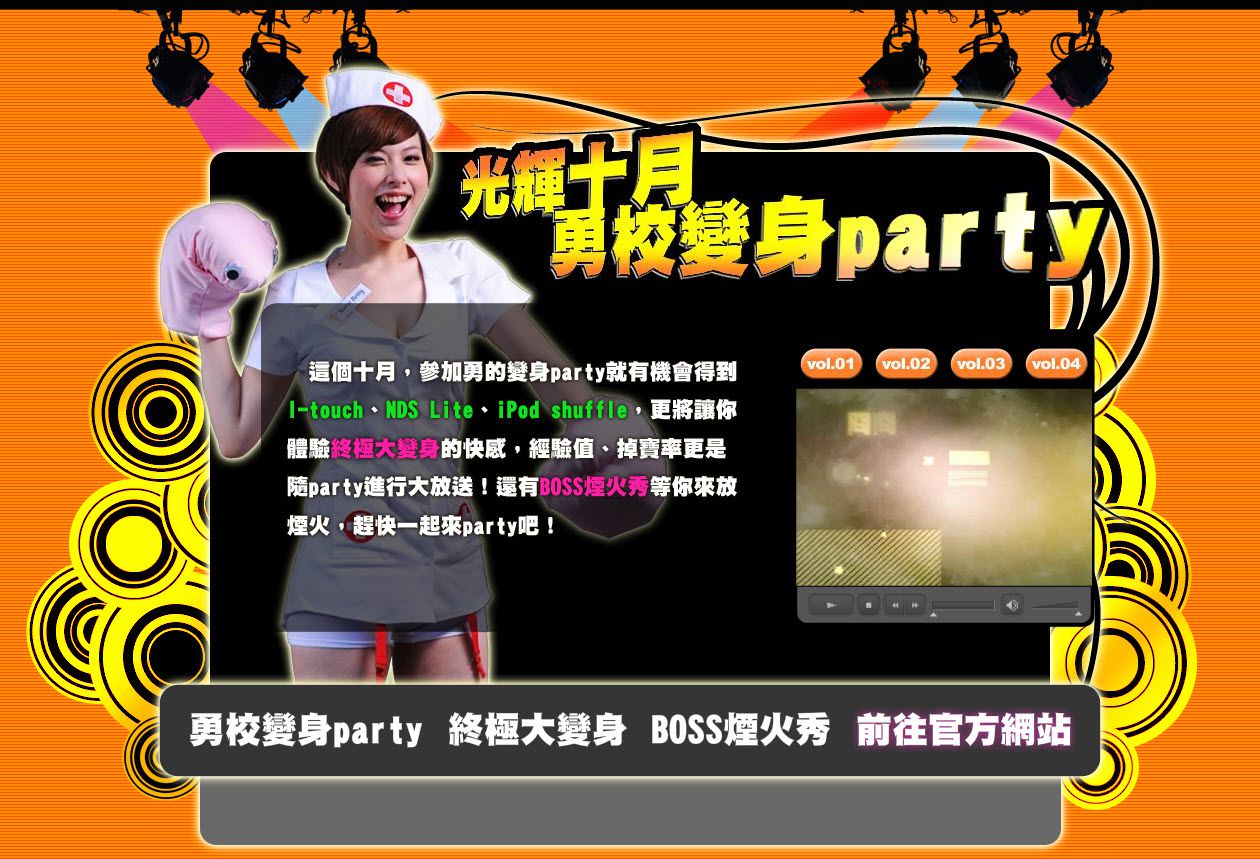 光輝十月
勇校變身party
vol.01 vol.02 vol.03 vol.04
這個十月，參加勇的變身party就有機會得到
I-touch、NDS Lite、iPod shuffle，更將讓你
體驗終極大變身的快感，經驗值、掉寶率更是
隨party進行大放送！還有BOSS煙火秀等你來放
煙火，趕快一起來party吧！
勇校變身party 終極大變身 BOSS煙火秀 前往官方網站